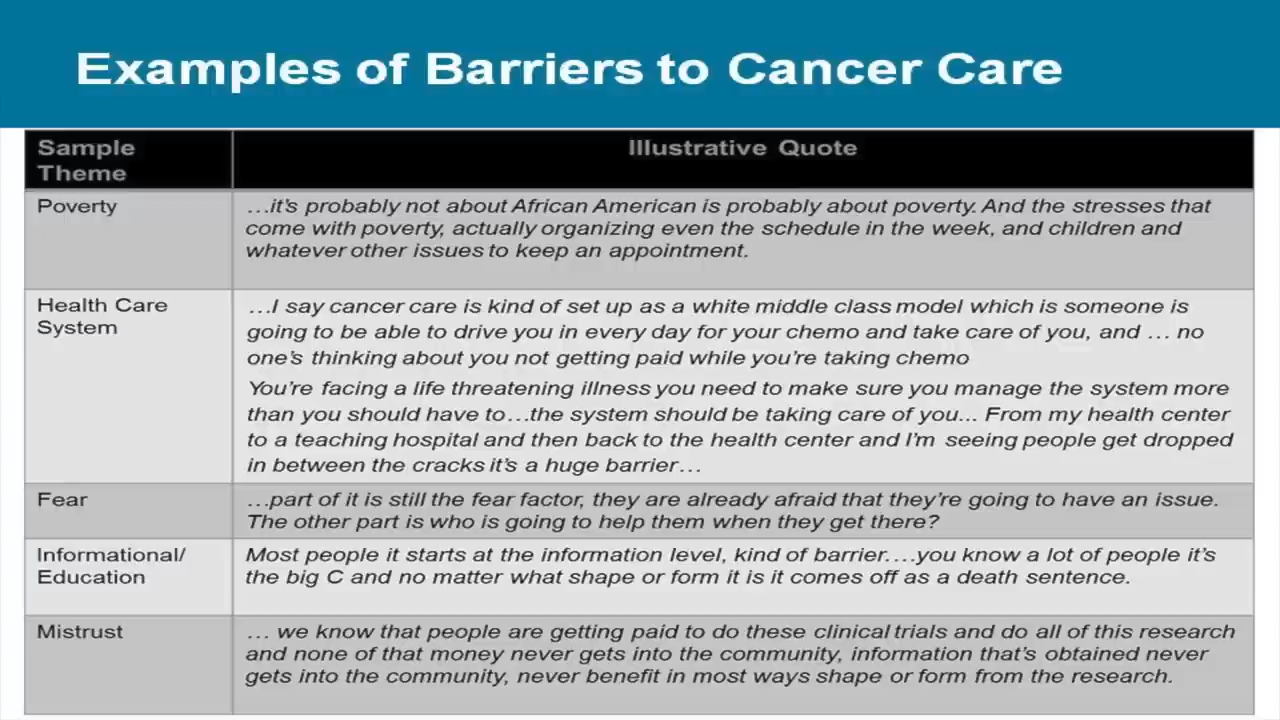 Examples of Barriers to Cancer Care
Sample
Theme
Illustrative Quote
Poverty
…it's probably not about African American is probably about poverty. And the stresses that
come with poverty, actually organizing even the schedule in the week, and children and
whatever other issues to keep an appointment.
Health Care
System
…I say cancer care is kind of set up as a white middle class model which is someone is
going to be able to drive you in every day for your chemo and take care of you, and … no
one's thinking about you not getting paid while you're taking chemo
You're facing a life threatening illness you need to make sure you manage the system more
than you should have to…the system should be taking care of you... From my health center
to a teaching hospital and then back to the health center and I'm seeing people get dropped
in between the cracks it's a huge barrier…
Fear
…part of it is still the fear factor, they are already afraid that they're going to have an issue.
The other part is who is going to help them when they get there?
Informational/
Education
Most people it starts at the information level, kind of barrier….you know a lot of people it's
the big C and no matter what shape or form it is it comes off as a death sentence.
Mistrust
… we know that people are getting paid to do these clinical trials and do all of this research
and none of that money never gets into the community, information that's obtained never
gets into the community, never benefit in most ways shape or form from the research.